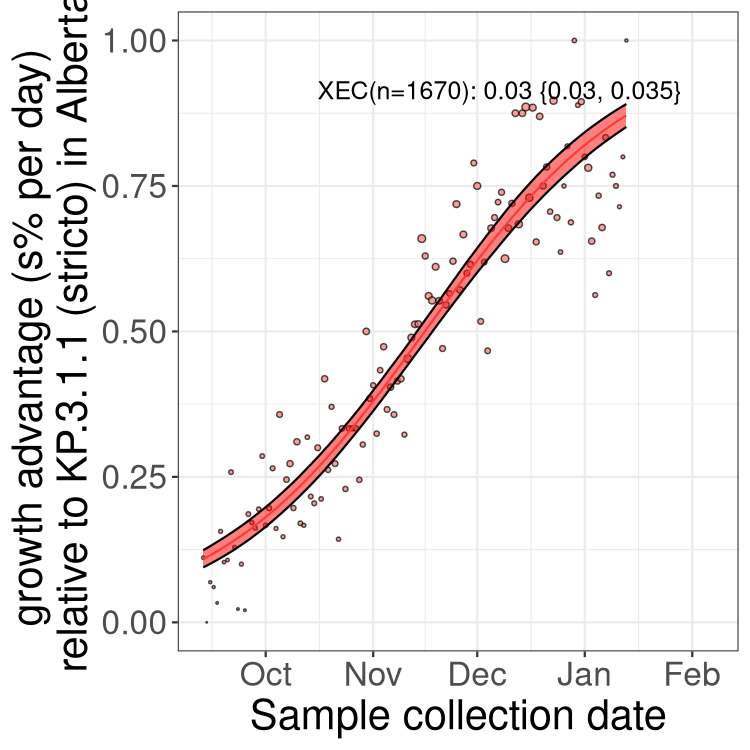 growth advantage (s% per day)
relative to KP.3.1.1 (stricto) in Alberta
1.00
0.75
0.50
0.25
0.00
XEC(n=1670): 0.03 {0.03, 0.035}
Oct Nov Dec Jan Feb
Sample collection date